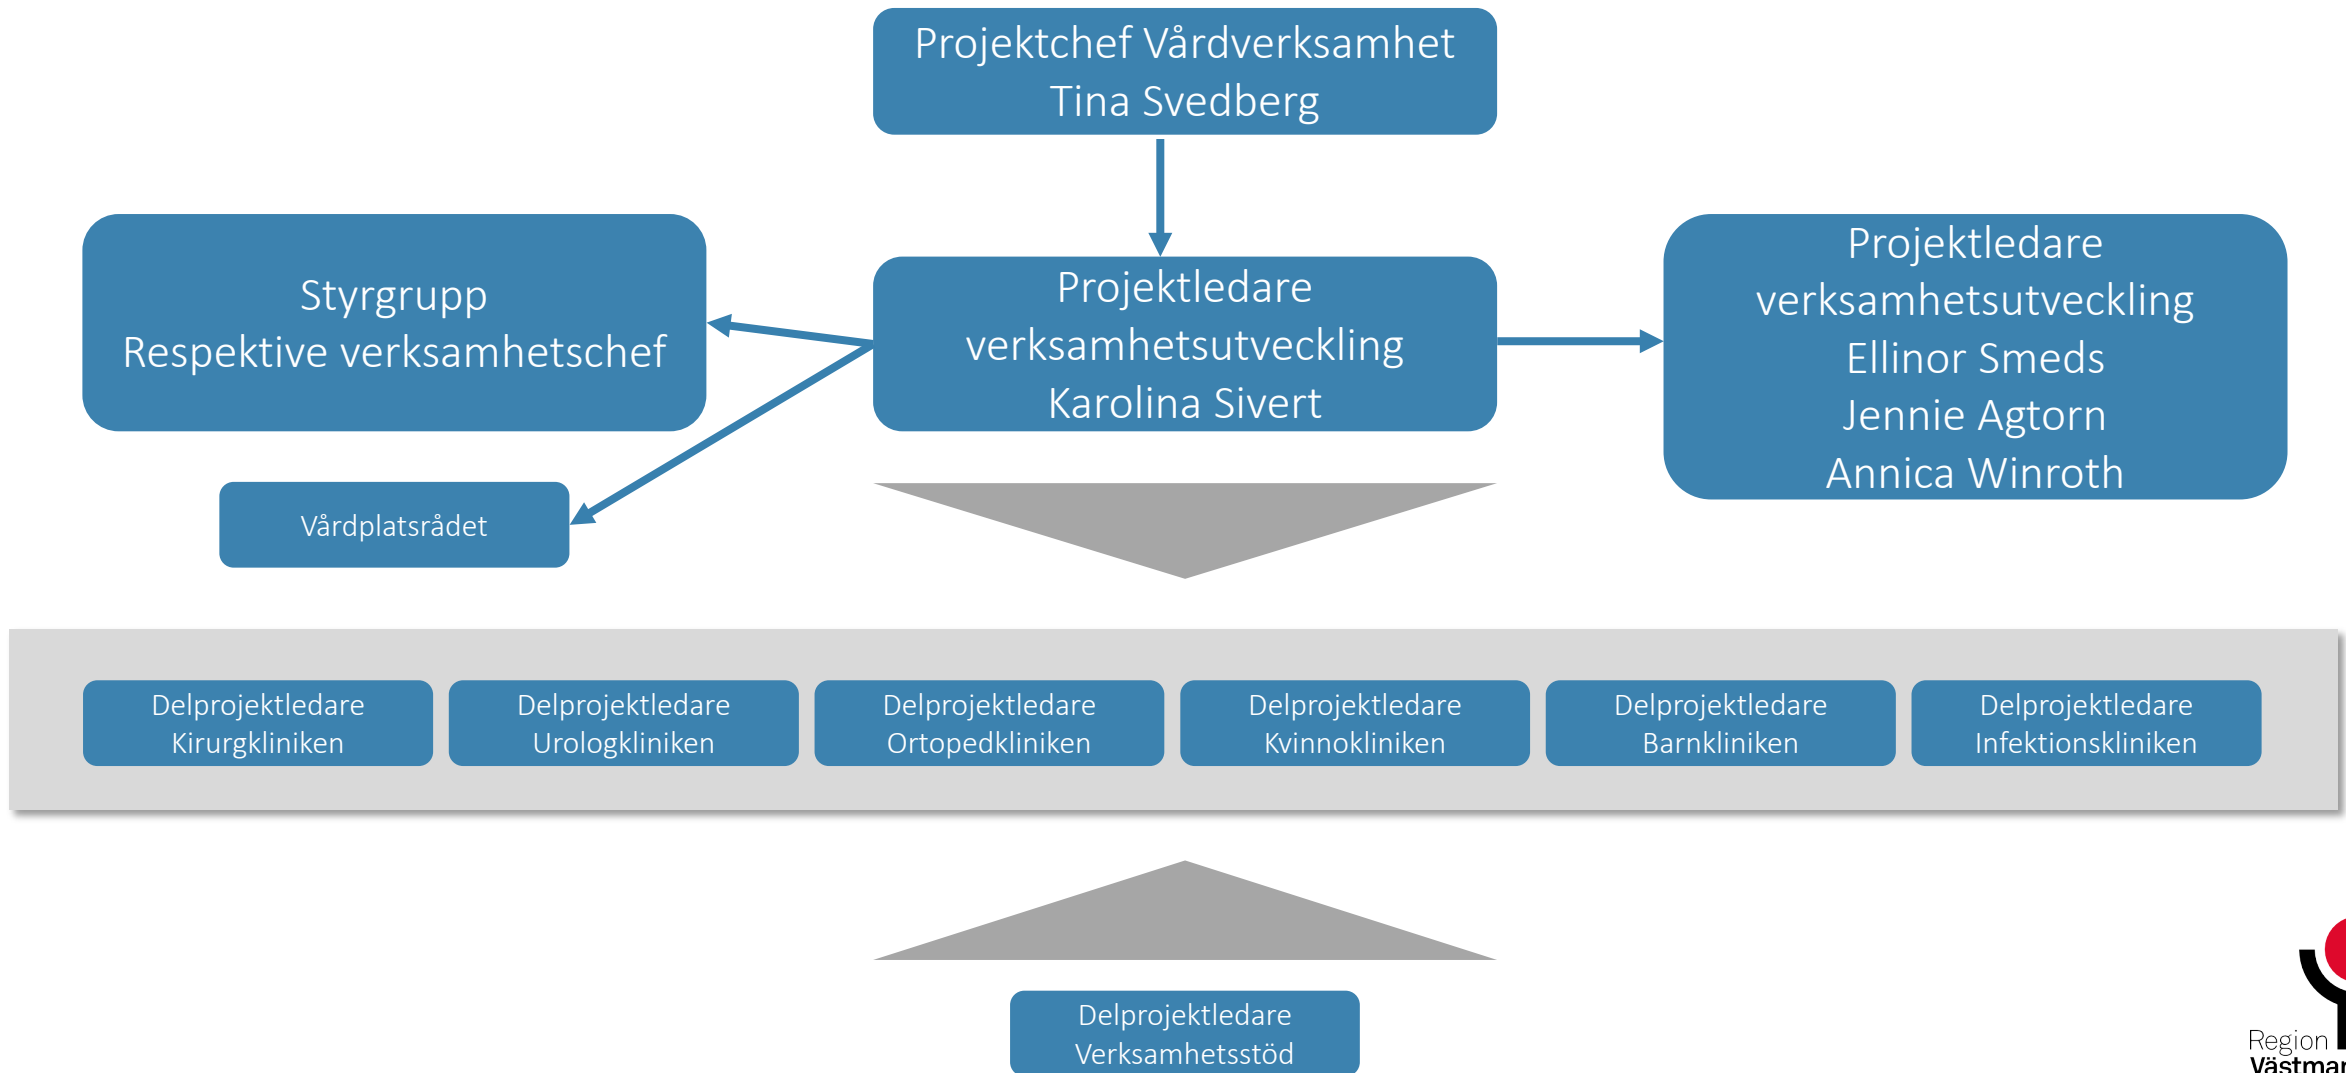 Projektchef Vårdverksamhet
Tina Svedberg
Styrgrupp
Respektive verksamhetschef
Projektledare
verksamhetsutveckling
Karolina Sivert
Projektledare
verksamhetsutveckling
Ellinor Smeds
Jennie Agtorn
Annica Winroth
Vårdplatsrådet
Delprojektledare
Kirurgkliniken
Delprojektledare
Urologkliniken
Delprojektledare
Ortopedkliniken
Delprojektledare
Kvinnokliniken
Delprojektledare
Barnkliniken
Delprojektledare
Infektionskliniken
Delprojektledare
Verksamhetsstöd
Region